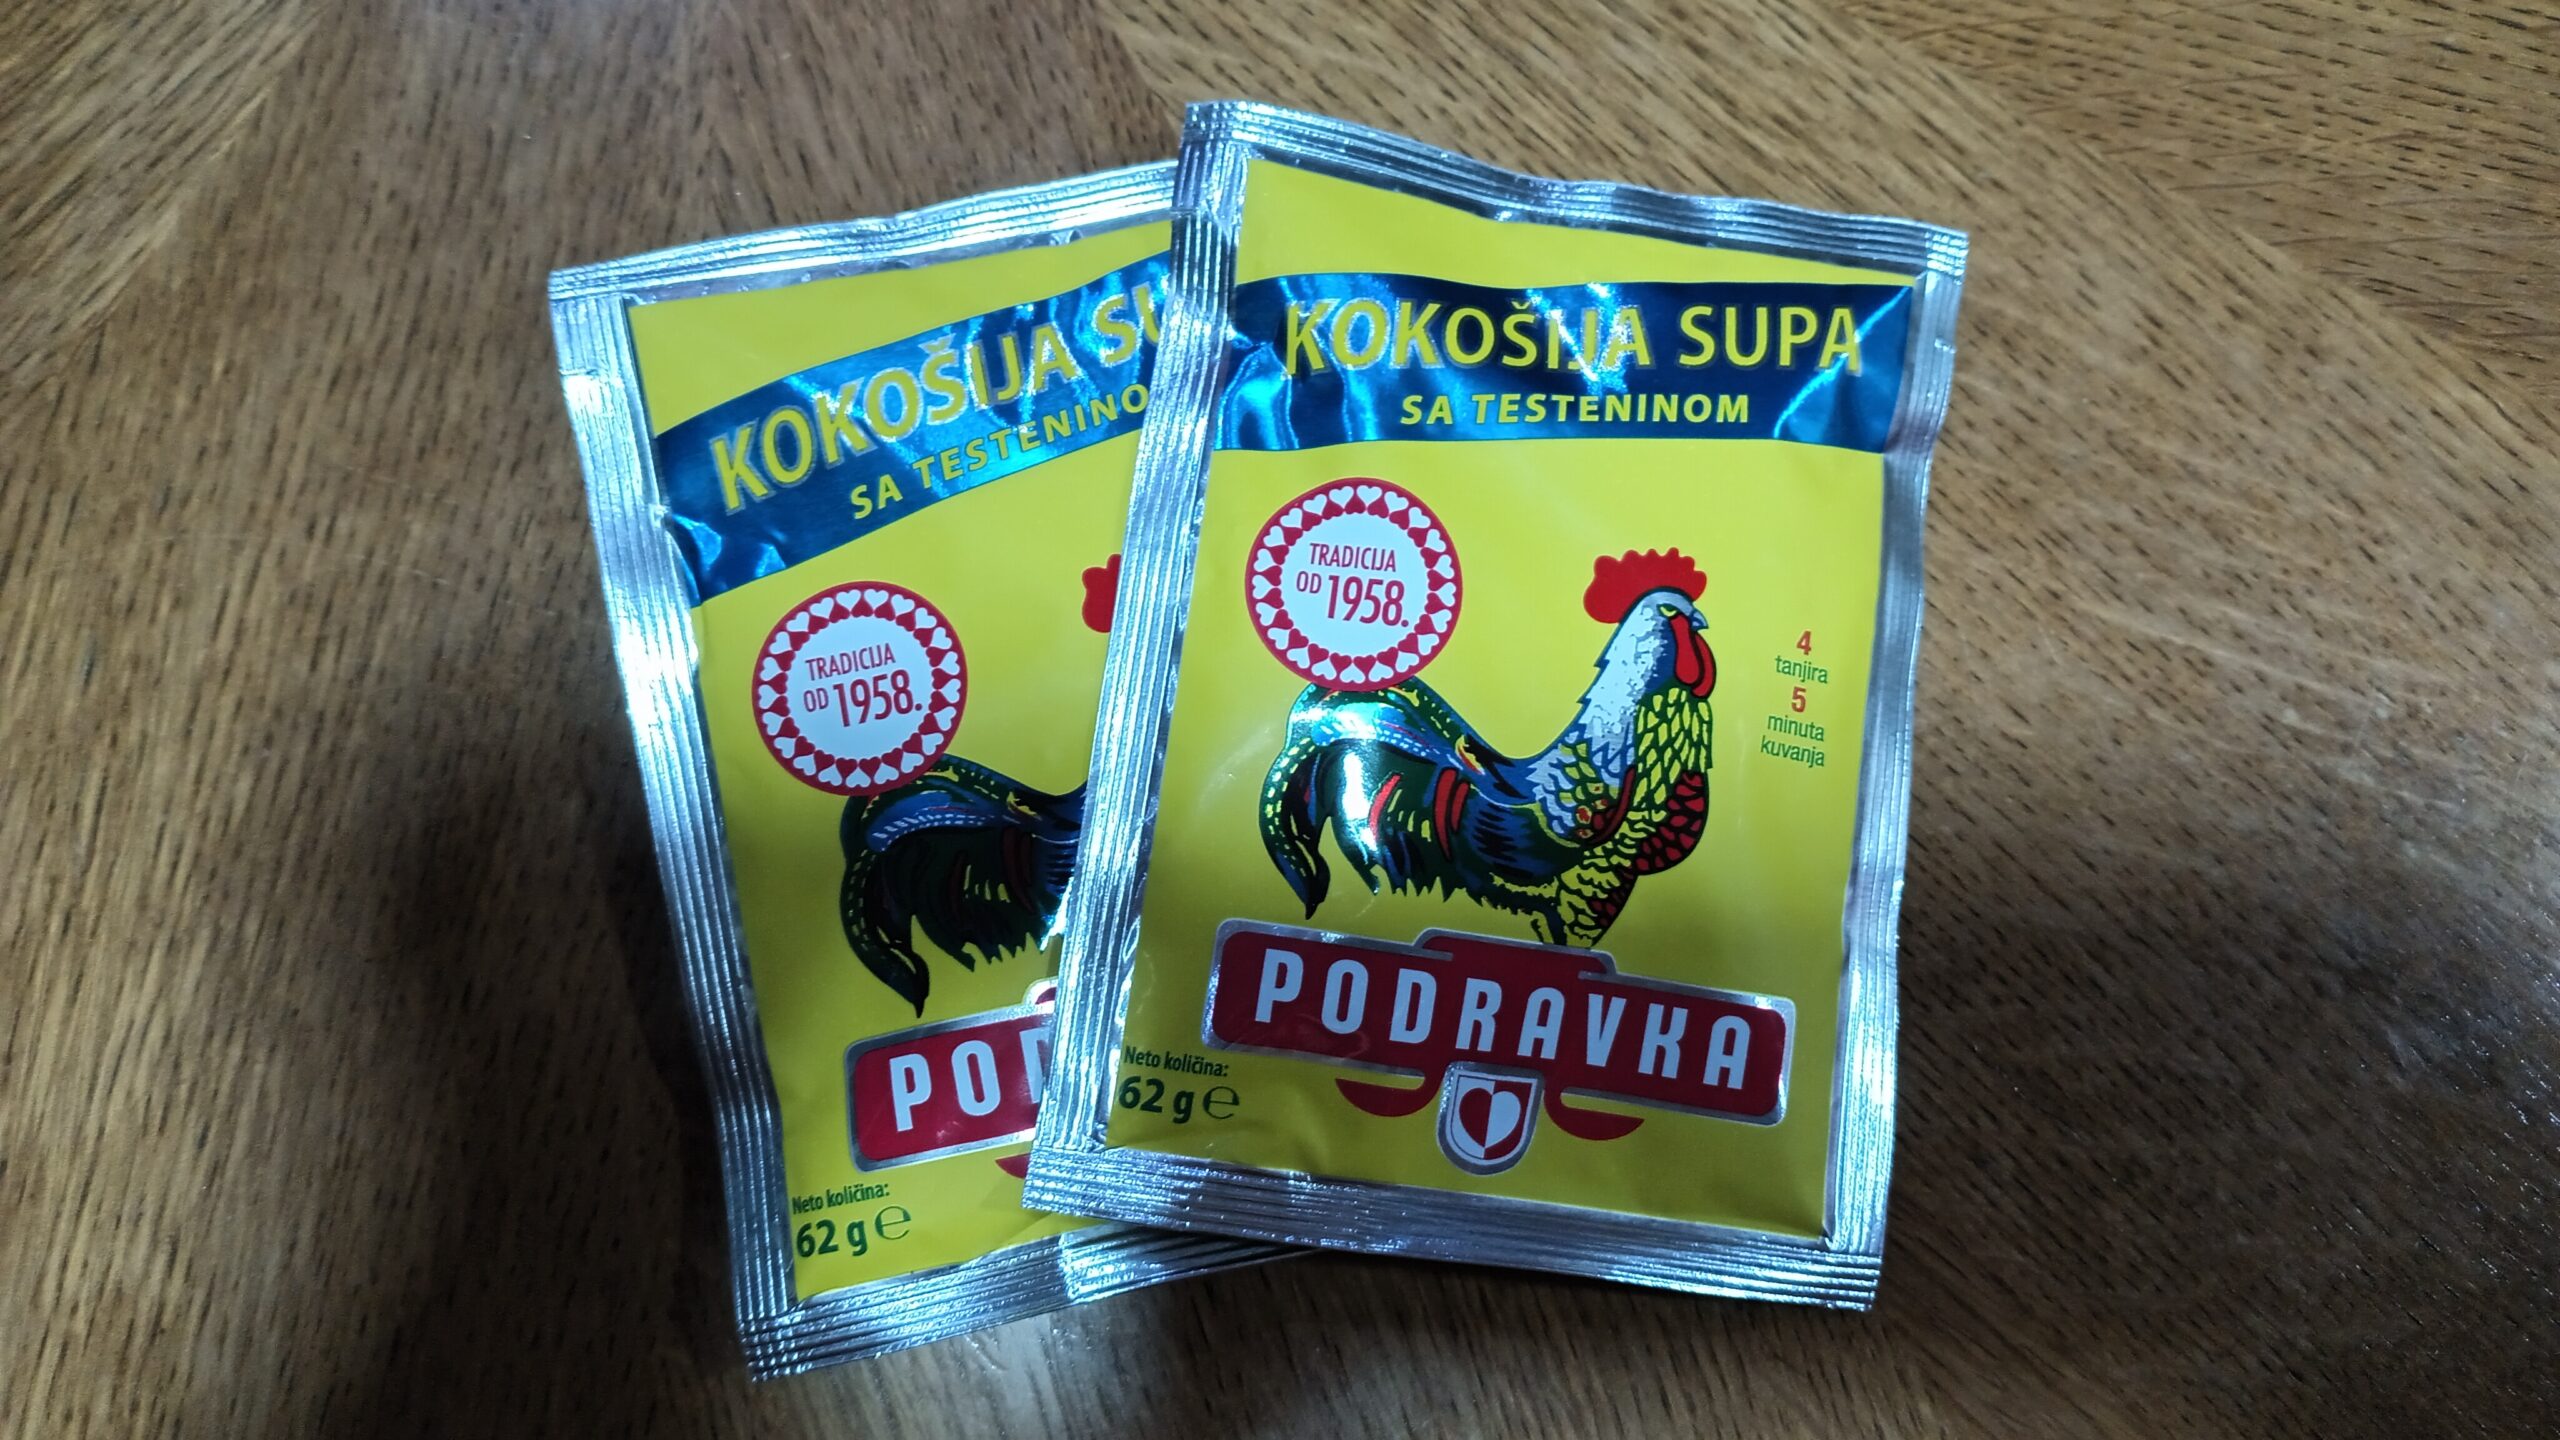 KOKOŠIJA SU
SA TESTENINO
TRADICIJA
OD 1958.
POD
Neto količina:
62 g ℮
KOKOŠIJA SUPA
SA TESTENINOM
TRADICIJA
OD 1958.
4
tanjira
5
minuta
kuvanja
PODRAVKA
Neto količina:
62 g ℮